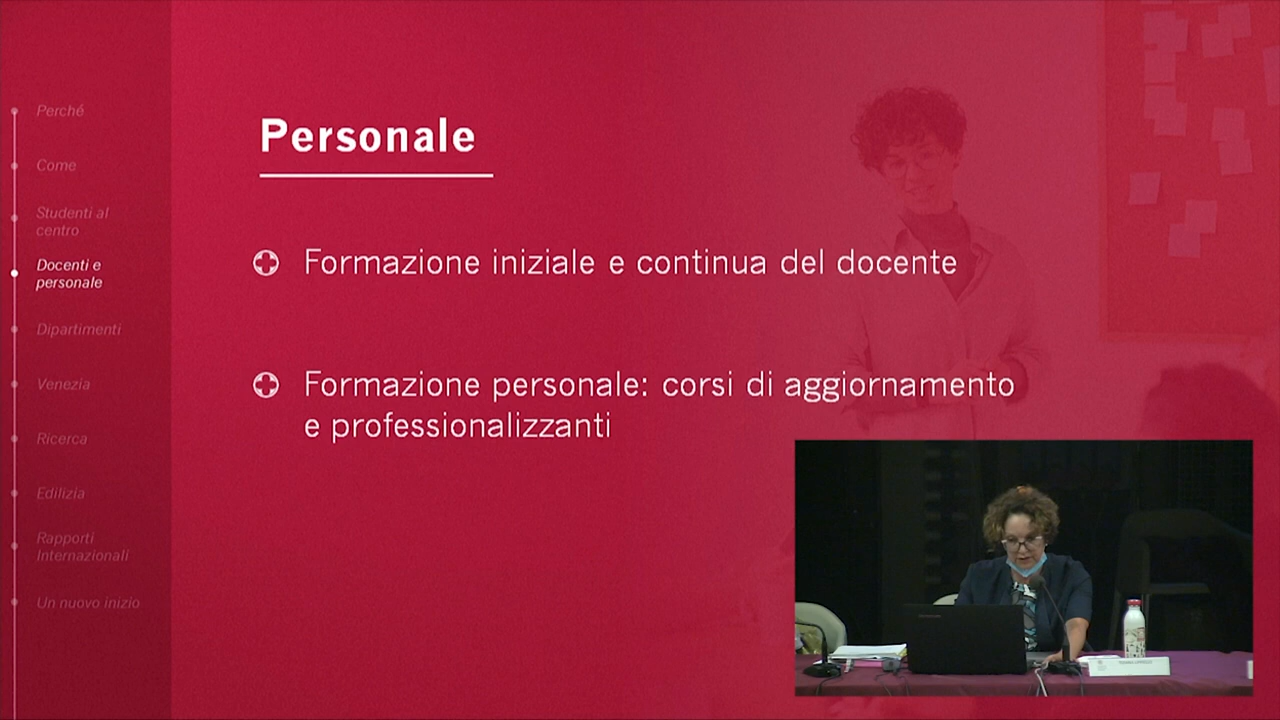 Perché
Come
Studenti al
centro
Docenti e
personale
Dipartimenti
Venezia
Ricerca
Edilizia
Rapporti
Internazionali
Un nuovo inizio
Personale
Formazione iniziale e continua del docente
Formazione personale: corsi di aggiornamento
e professionalizzanti